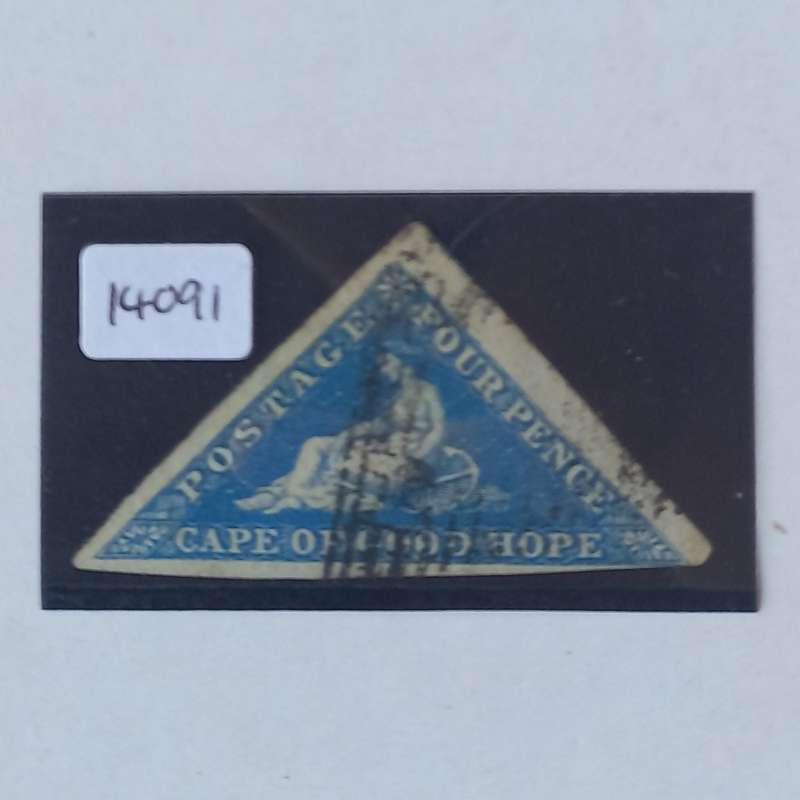 14091
POSTAGE
FOUR PENCE
CAPE OF GOOD HOPE